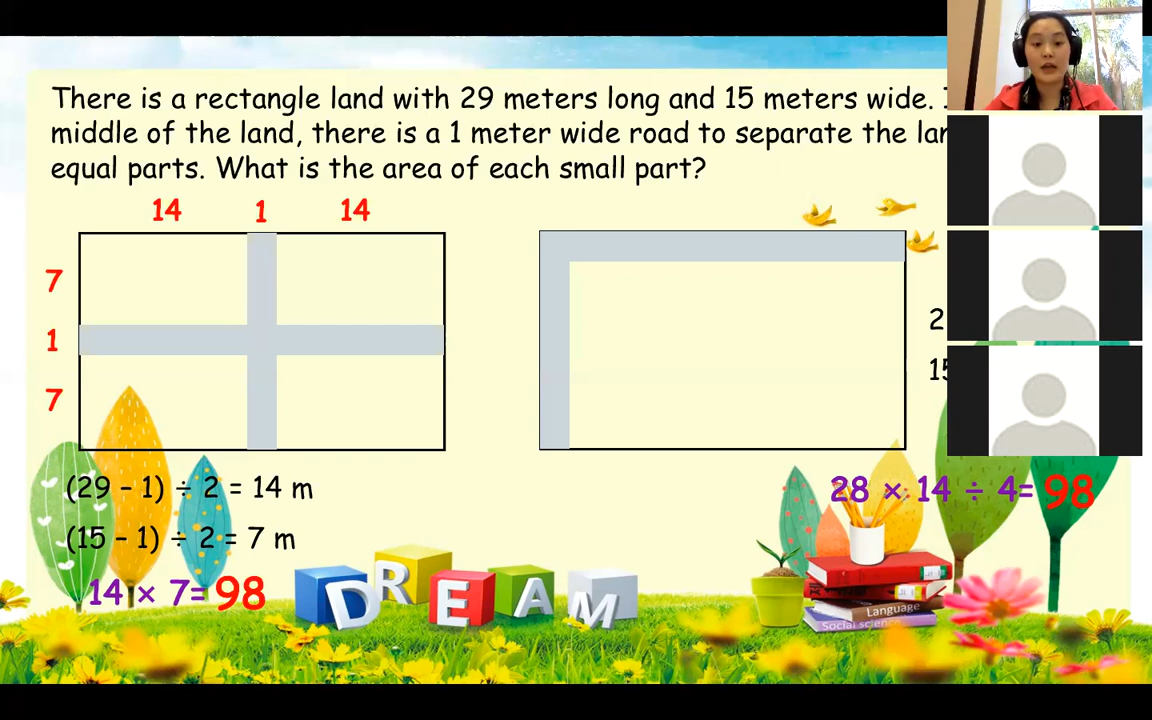 There is a rectangle land with 29 meters long and 15 meters wide.
middle of the land, there is a 1 meter wide road to separate the
equal parts. What is the area of each small part?
14 1 14
7
1
7
(29 - 1) ÷ 2 = 14 m
(15 - 1) ÷ 2 = 7 m
14 × 7= 98
2
15
28 × 14 ÷ 4= 98
DREAM
Language
Social science